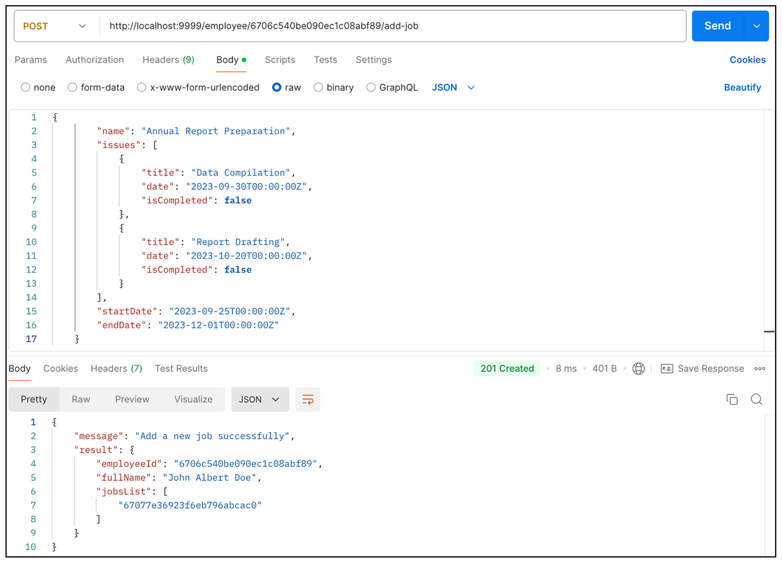 POST http://localhost:9999/employee/6706c540be090ec1c08abf89/add-job Send
Params Authorization Headers (9) Body Scripts Tests Settings Cookies
none form-data x-www-form-urlencoded raw binary GraphQL JSON Beautify
1 {
2 "name": "Annual Report Preparation",
3 "issues": [
4 {
5 "title": "Data Compilation",
6 "date": "2023-09-30T00:00:00Z",
7 "isCompleted": false
8 },
9 {
10 "title": "Report Drafting",
11 "date": "2023-10-20T00:00:00Z",
12 "isCompleted": false
13 }
14 ],
15 "startDate": "2023-09-25T00:00:00Z",
16 "endDate": "2023-12-01T00:00:00Z"
17 }
Body Cookies Headers (7) Test Results 201 Created 8 ms 401 B Save Response
Pretty Raw Preview Visualize JSON
1 {
2 "message": "Add a new job successfully",
3 "result": {
4 "employeeId": "6706c540be090ec1c08abf89",
5 "fullName": "John Albert Doe",
6 "jobsList": [
7 "67077e36923f6eb796abcac0"
8 ]
9 }
10 }